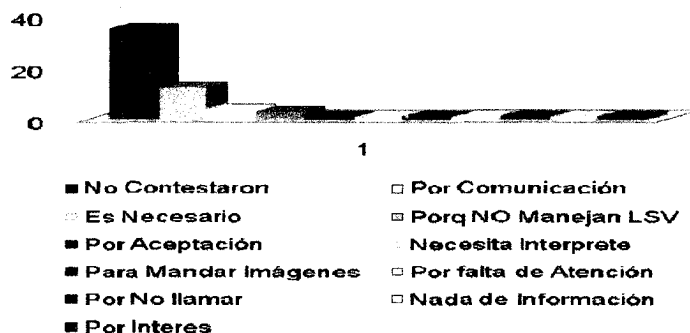 40
20
0
1
No Contestaron
Por Comunicación
Es Necesario
Porq NO Manejan LSV
Por Aceptación
Necesita Interprete
Para Mandar Imágenes
Por falta de Atención
Por No llamar
Nada de Información
Por Interes